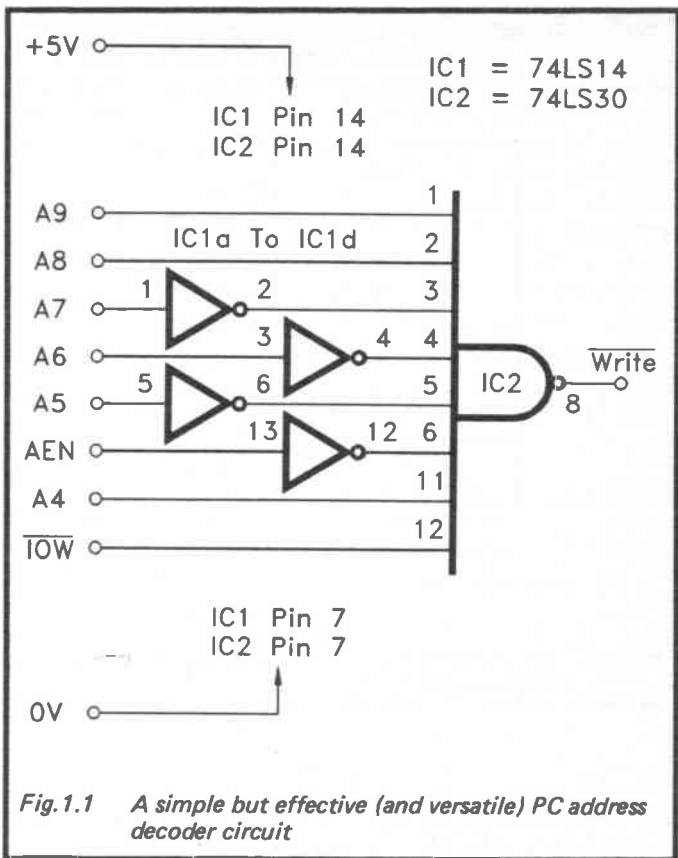 +5V
IC1 = 74LS14
IC2 = 74LS30
IC1 Pin 14
IC2 Pin 14
1
A9
IC1a To IC1d
2
A8
1 2 3
A7
3 4 4
A6
Write
5 6 5
IC2
A5
8
13 12 6
AEN
11
A4
12
IOW
IC1 Pin 7
IC2 Pin 7
0V
Fig.1.1 A simple but effective (and versatile) PC address
decoder circuit